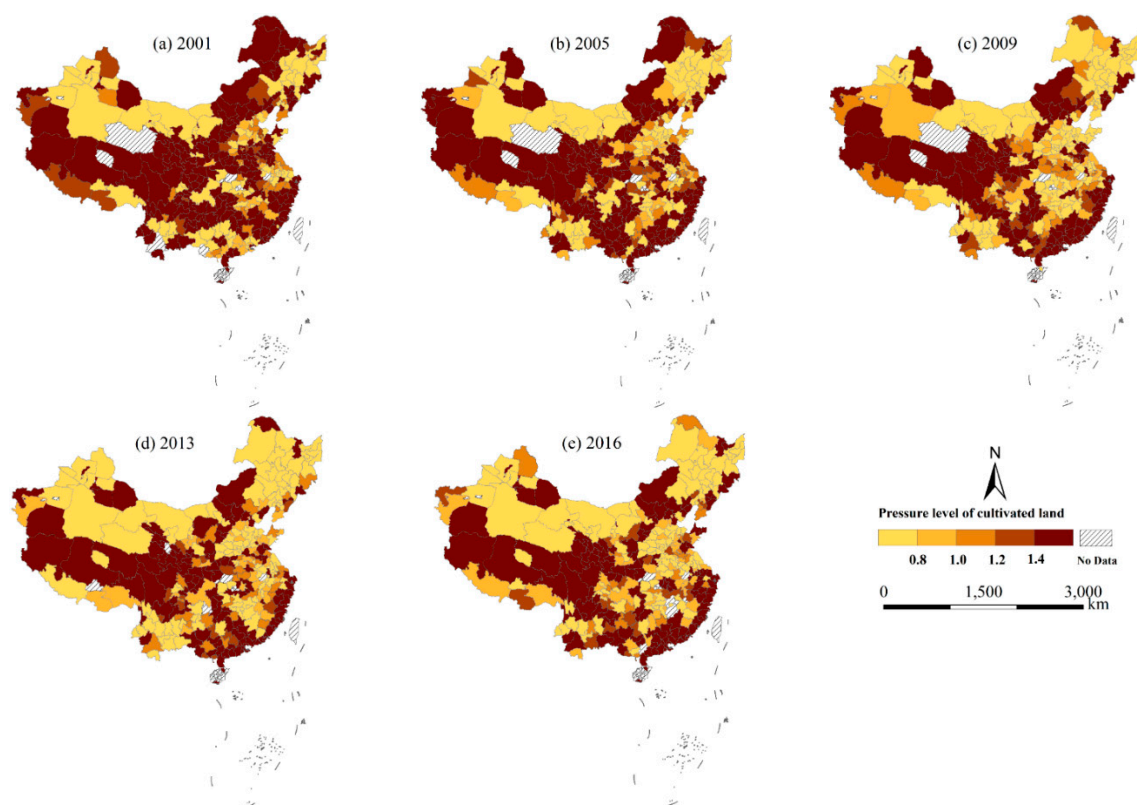 (a) 2001
(b) 2005
(c) 2009
(d) 2013
(e) 2016
N
Pressure level of cultivated land
0.8 1.0 1.2 1.4 No Data
0 1,500 3,000
km